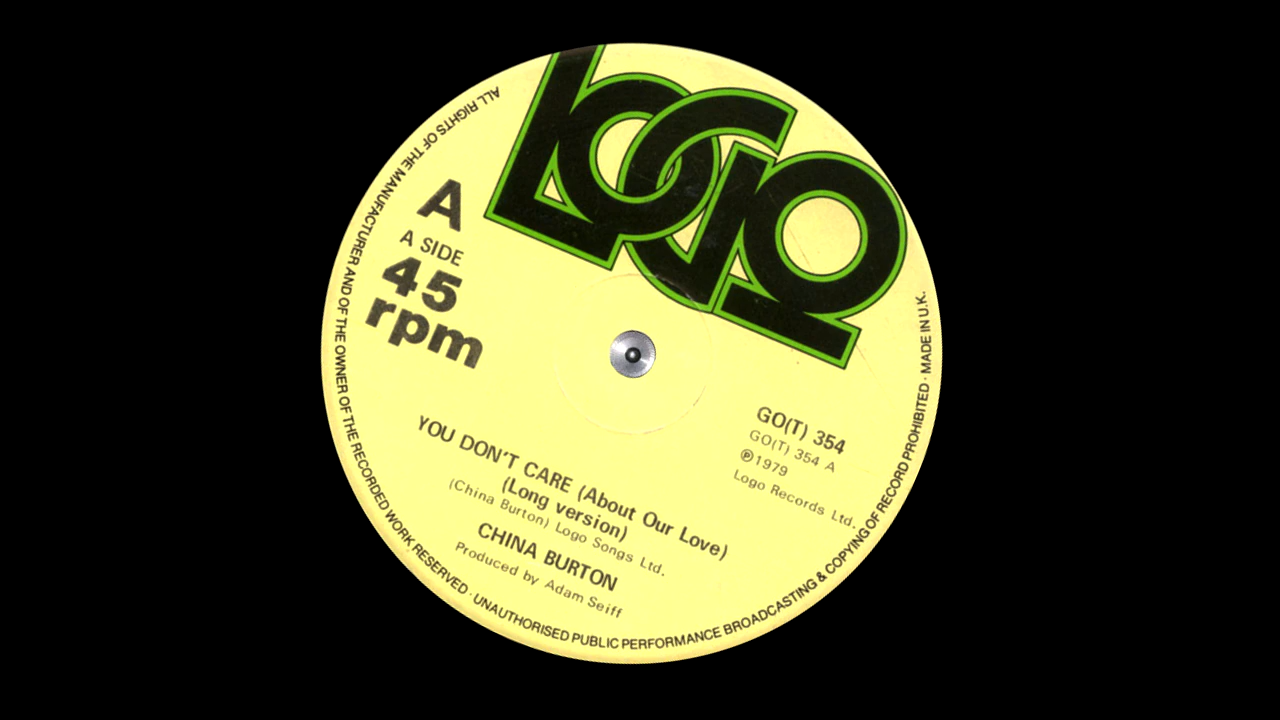 LOGO
A
A SIDE
45
rpm
GO(T) 354
GO(T) 354 A
℗1979
Logo Records Ltd.
YOU DON'T CARE (About Our Love)
(Long version)
(China Burton) Logo Songs Ltd.
CHINA BURTON
Produced by Adam Seiff
ALL RIGHTS OF THE MANUFACTURER AND OF THE OWNER OF THE RECORDED WORK RESERVED · UNAUTHORISED PUBLIC PERFORMANCE BROADCASTING & COPYING OF RECORD PROHIBITED · MADE IN U.K.